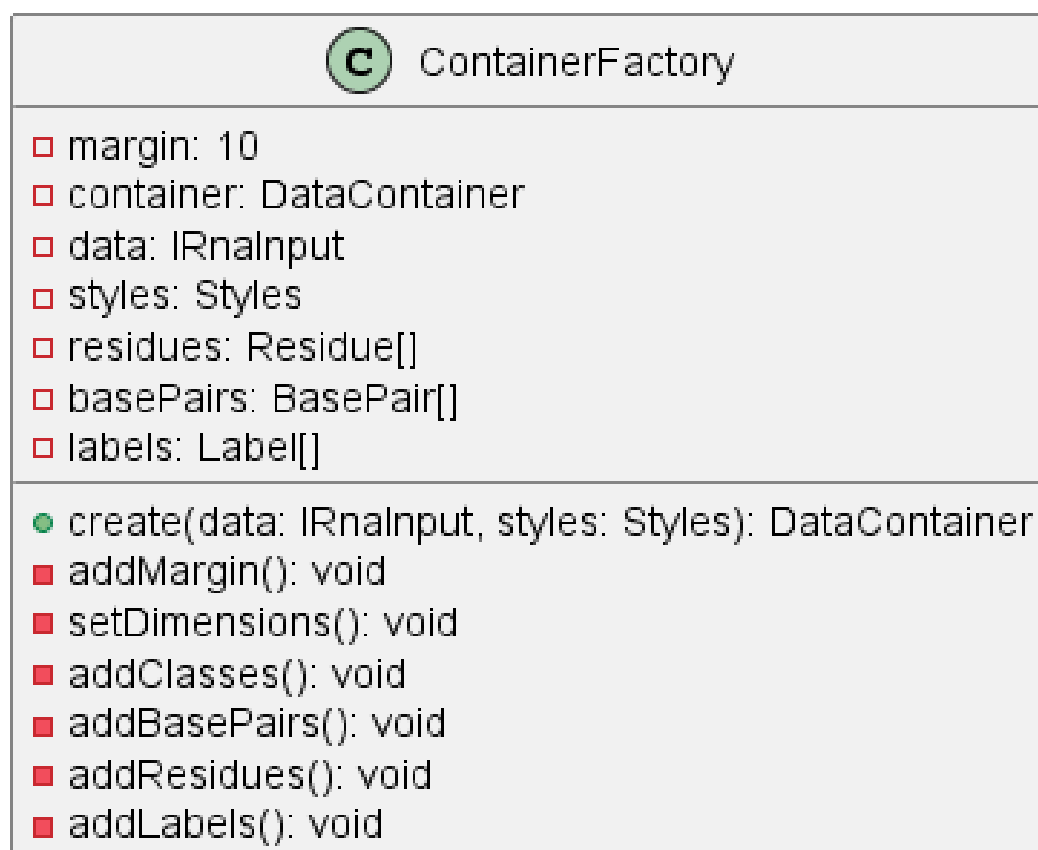 C ContainerFactory
margin: 10
container: DataContainer
data: IRnaInput
styles: Styles
residues: Residue[]
basePairs: BasePair[]
labels: Label[]
create(data: IRnaInput, styles: Styles): DataContainer
addMargin(): void
setDimensions(): void
addClasses(): void
addBasePairs(): void
addResidues(): void
addLabels(): void